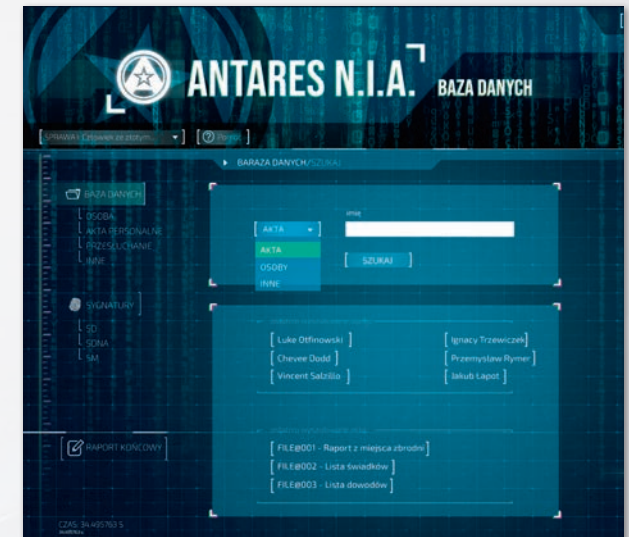 ANTARES N.I.A. BAZA DANYCH
SPRAWA: Człowiek ze złotym... Pomoc
BARAZA DANYCH/SZUKAJ
BAZA DANYCH
OSOBA
AKTA PERSONALNE
PRZESŁUCHANIE
INNE
SYGNATURY
SO
SDNA
SM
RAPORT KOŃCOWY
imię
AKTA
AKTA
OSOBY
INNE
SZUKAJ
Luke Otfinowski
Chevee Dodd
Vincent Salzillo
Ignacy Trzewiczek
Przemysław Rymer
Jakub Łapot
FILE@001 - Raport z miejsca zbrodni
FILE@002 - Lista świadków
FILE@003 - Lista dowodów
CZAS: 34.495763 S